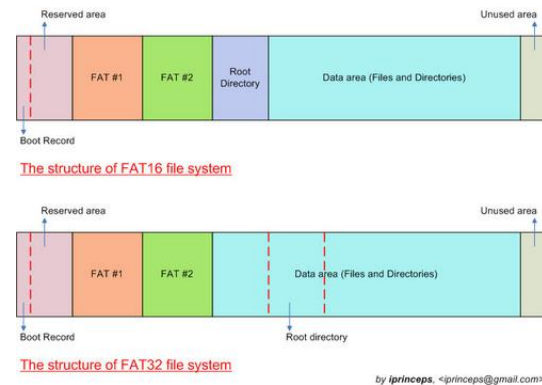 Reserved area
Unused area
FAT #1
FAT #2
Root
Directory
Data area (Files and Directories)
Boot Record
The structure of FAT16 file system
Reserved area
Unused area
FAT #1
FAT #2
Data area (Files and Directories)
Boot Record
Root directory
The structure of FAT32 file system
by iprinceps, <iprinceps@gmail.com>